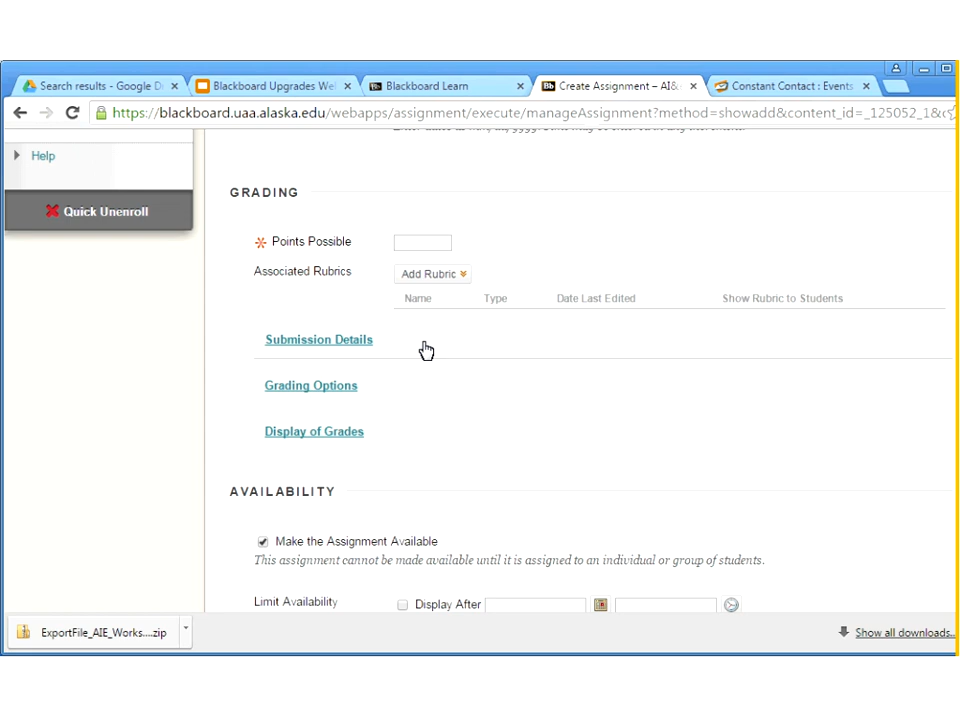 Search results - Google D
Blackboard Upgrades We
Blackboard Learn
Create Assignment – AI&
Constant Contact : Events
https://blackboard.uaa.alaska.edu/webapps/assignment/execute/manageAssignment?method=showadd&content_id=_125052_1&c
Help
Quick Unenroll
GRADING
Points Possible
Associated Rubrics
Add Rubric
Name Type Date Last Edited Show Rubric to Students
Submission Details
Grading Options
Display of Grades
AVAILABILITY
Make the Assignment Available
This assignment cannot be made available until it is assigned to an individual or group of students.
Limit Availability
Display After
ExportFile_AIE_Works....zip
Show all downloads...